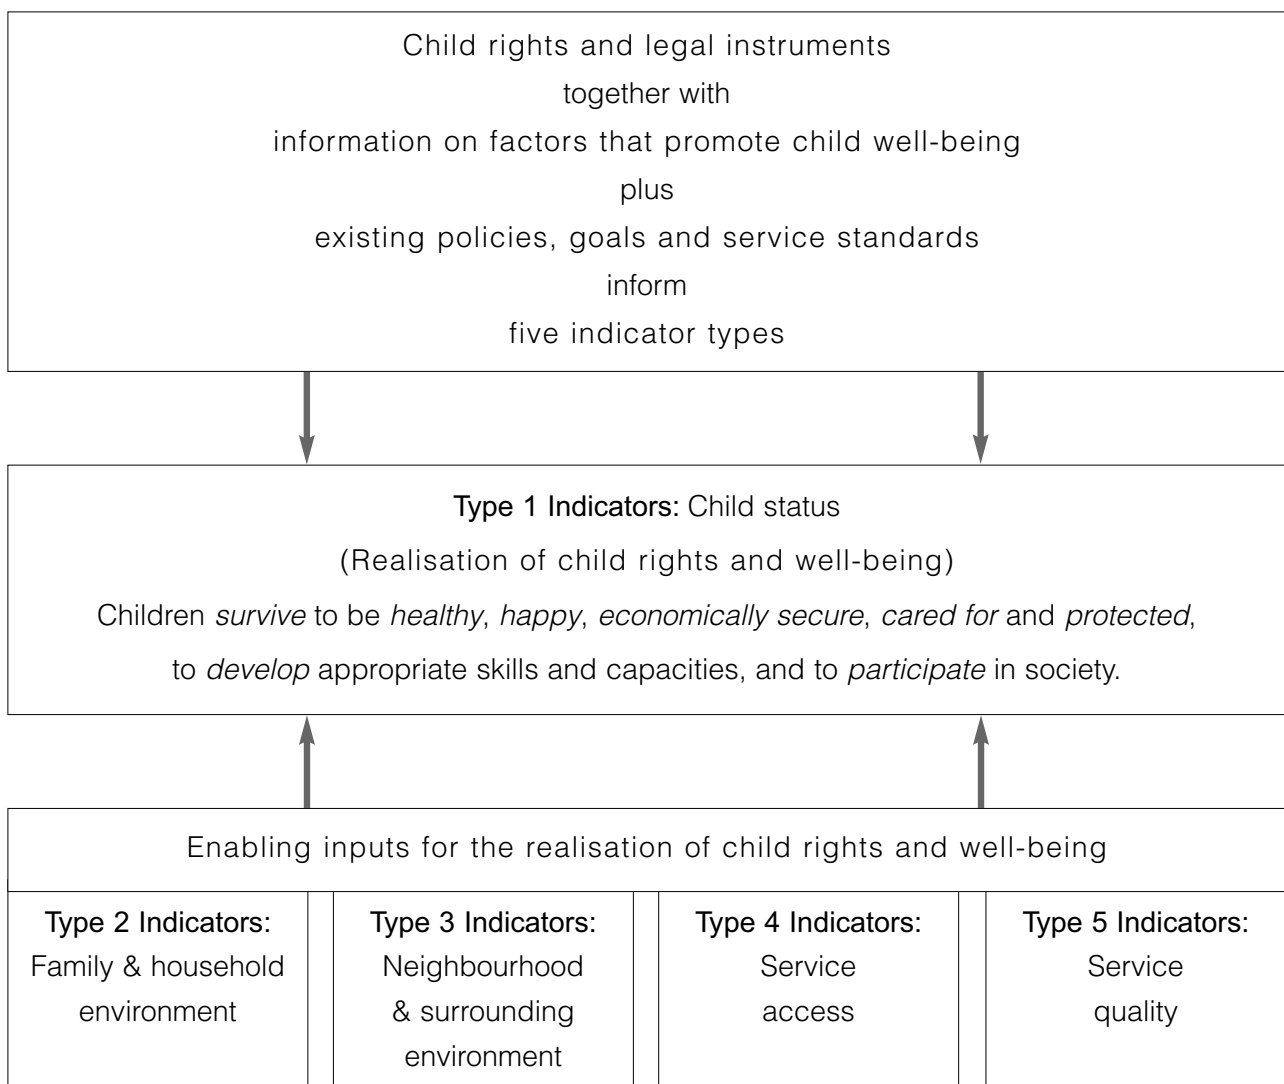 Child rights and legal instruments
together with
information on factors that promote child well-being
plus
existing policies, goals and service standards
inform
five indicator types
Type 1 Indicators: Child status
(Realisation of child rights and well-being)
Children survive to be healthy, happy, economically secure, cared for and protected,
to develop appropriate skills and capacities, and to participate in society.
Enabling inputs for the realisation of child rights and well-being
Type 2 Indicators:
Family & household
environment
Type 3 Indicators:
Neighbourhood
& surrounding
environment
Type 4 Indicators:
Service
access
Type 5 Indicators:
Service
quality